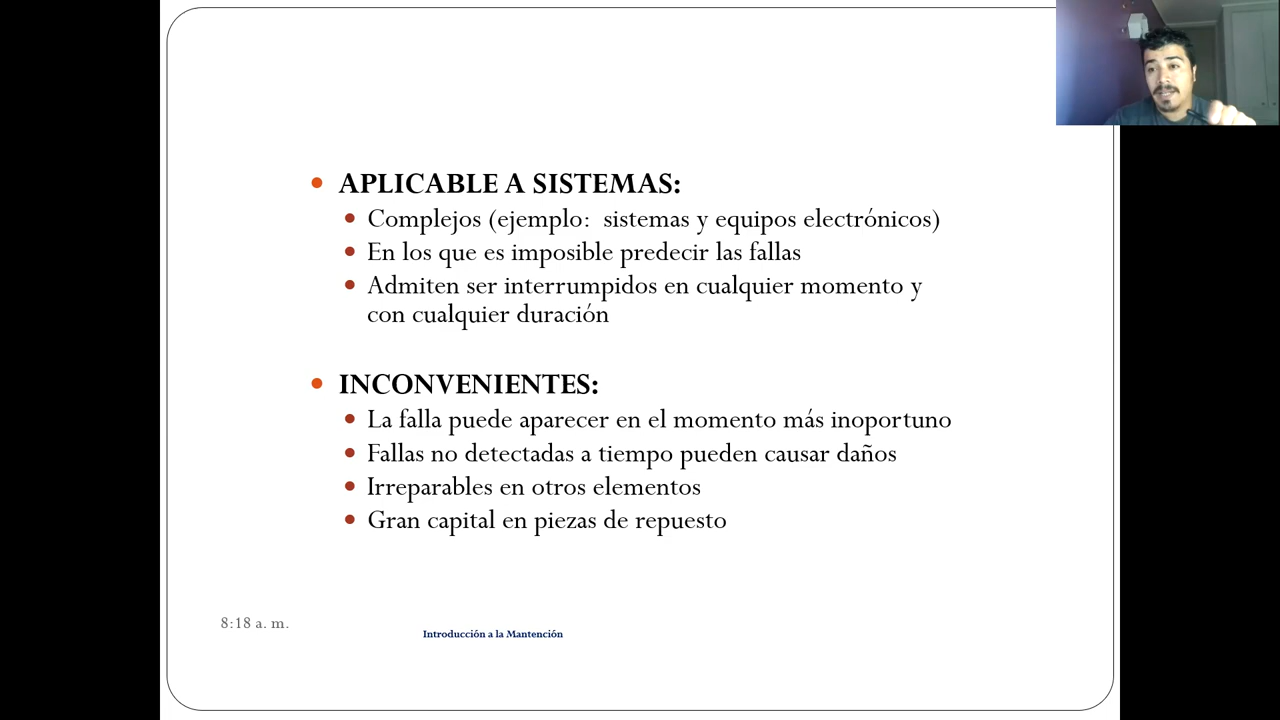 APLICABLE A SISTEMAS:
Complejos (ejemplo:  sistemas y equipos electrónicos)
En los que es imposible predecir las fallas
Admiten ser interrumpidos en cualquier momento y
con cualquier duración
INCONVENIENTES:
La falla puede aparecer en el momento más inoportuno
Fallas no detectadas a tiempo pueden causar daños
Irreparables en otros elementos
Gran capital en piezas de repuesto
8:18 a. m.
Introducción a la Mantención